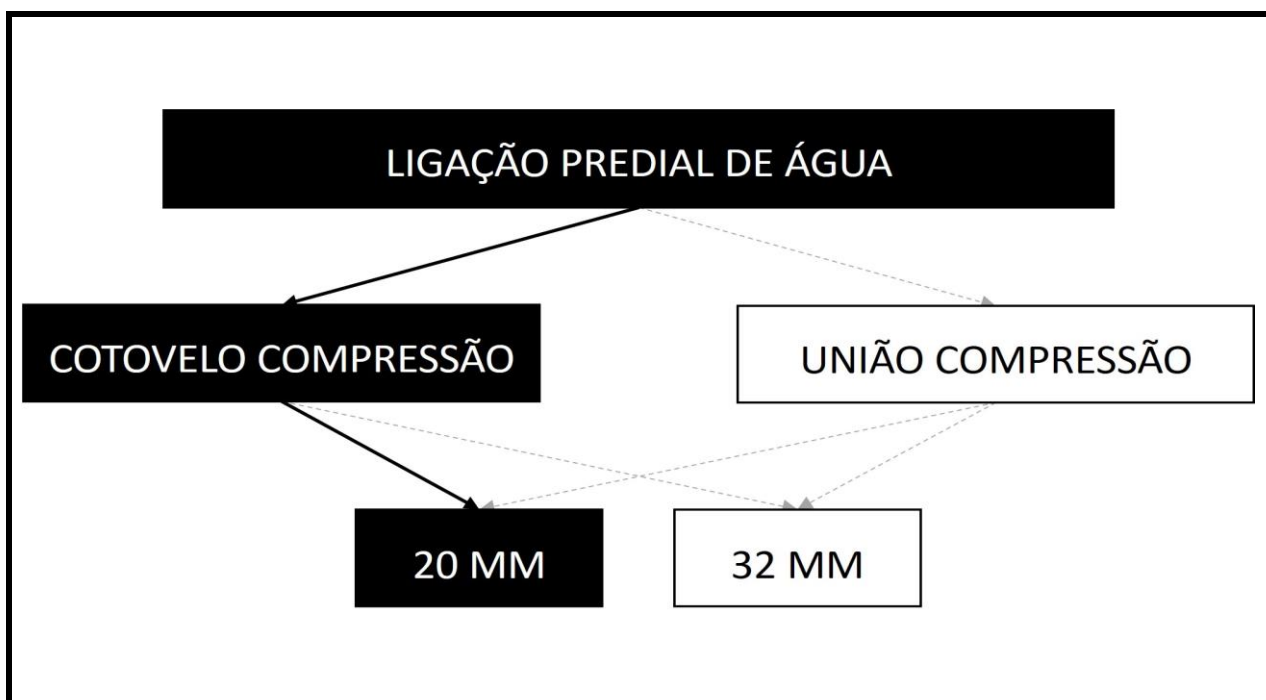 LIGAÇÃO PREDIAL DE ÁGUA
COTOVELO COMPRESSÃO
UNIÃO COMPRESSÃO
20 MM
32 MM